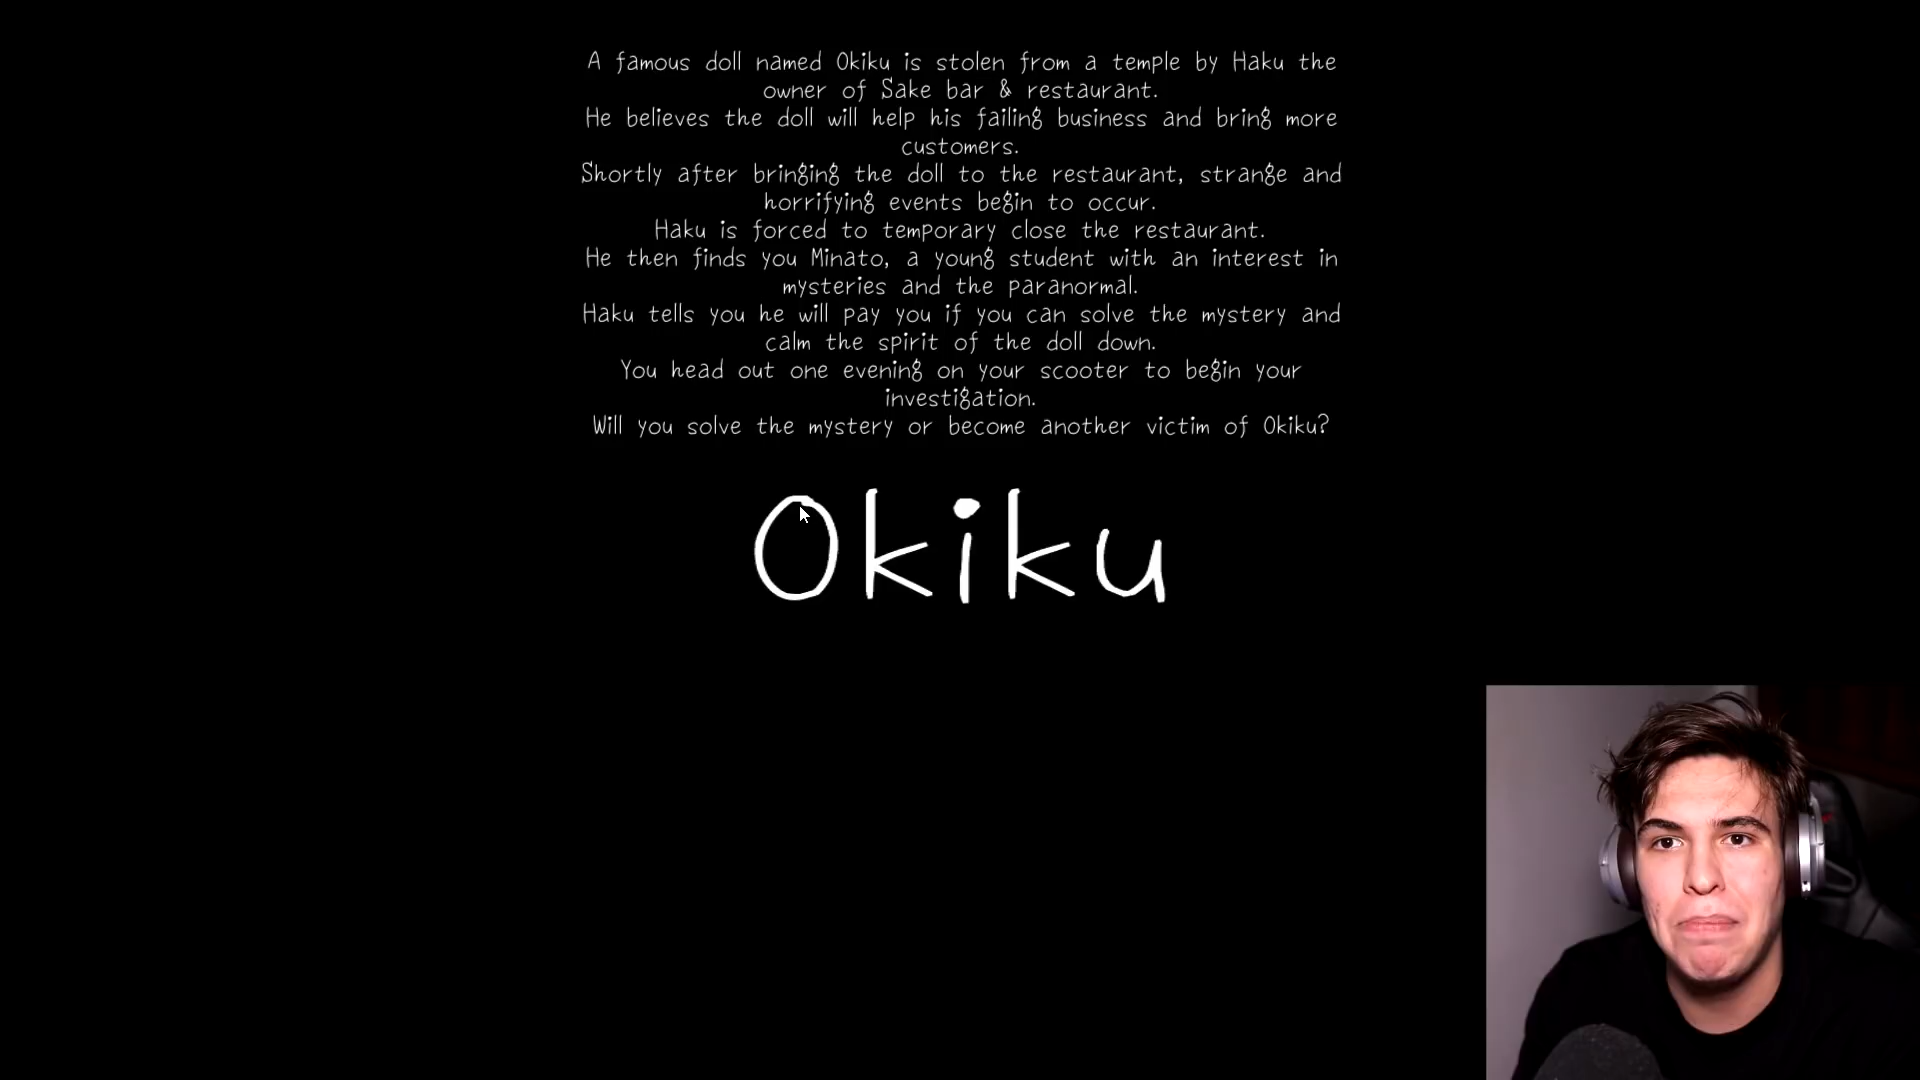 A famous doll named Okiku is stolen from a temple by Haku the
owner of Sake bar & restaurant.
He believes the doll will help his failing business and bring more
customers.
Shortly after bringing the doll to the restaurant, strange and
horrifying events begin to occur.
Haku is forced to temporary close the restaurant.
He then finds you Minato, a young student with an interest in
mysteries and the paranormal.
Haku tells you he will pay you if you can solve the mystery and
calm the spirit of the doll down.
You head out one evening on your scooter to begin your
investigation.
Will you solve the mystery or become another victim of Okiku?
Okiku